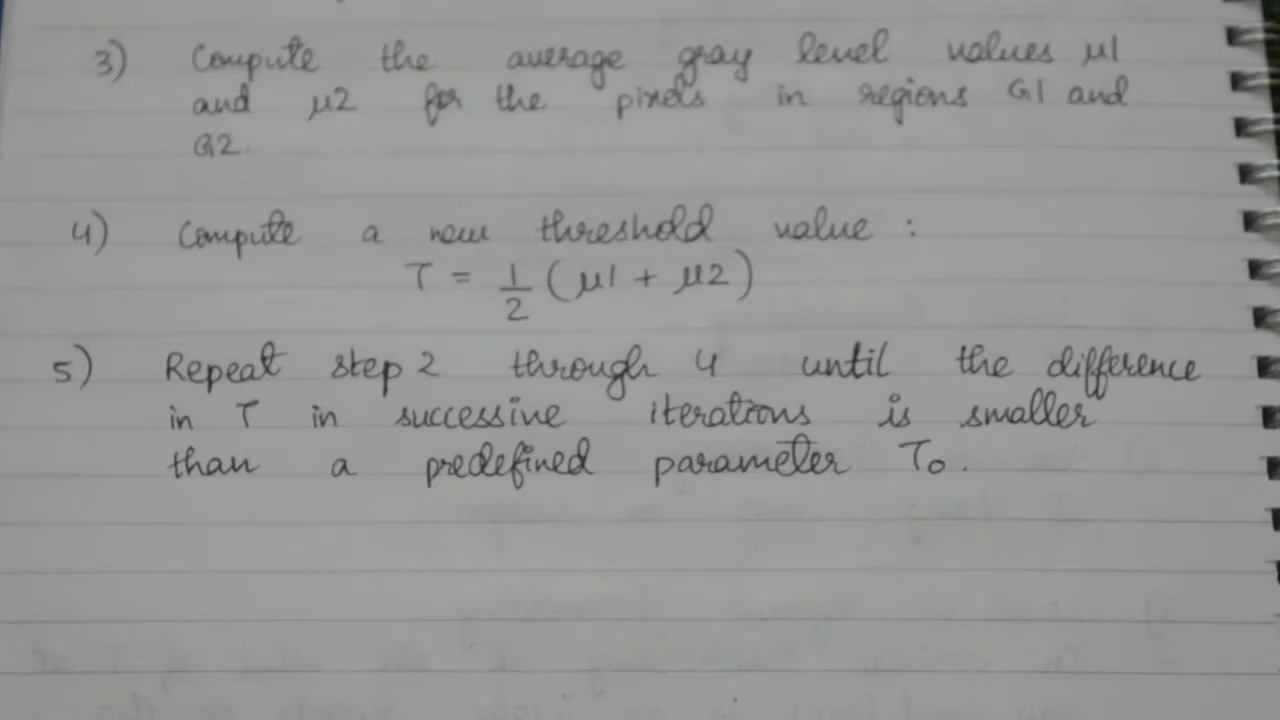 3) Compute the average gray level values μ1
and μ2 for the pixels in regions G1 and
G2.
4) Compute a new threshold value :
T = 1/2 (μ1 + μ2)
5) Repeat step 2 through 4 until the difference
in T in successive iterations is smaller
than a predefined parameter To.